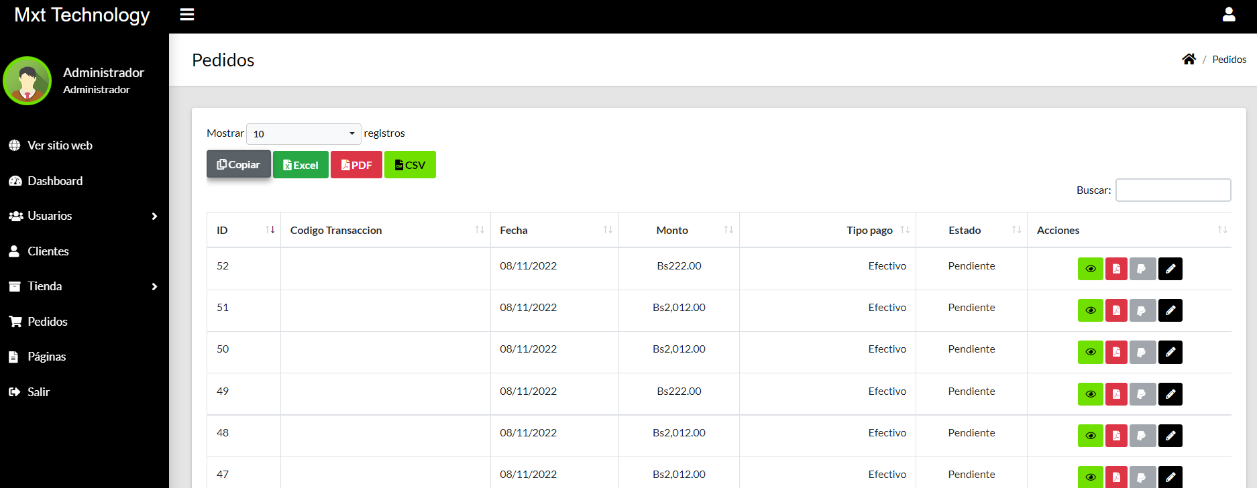 Mxt Technology
Administrador
Administrador
Ver sitio web
Dashboard
Usuarios
Clientes
Tienda
Pedidos
Páginas
Salir
Pedidos
/ Pedidos
Mostrar 10 registros
Copiar Excel PDF CSV
Buscar:
ID Codigo Transaccion Fecha Monto Tipo pago Estado Acciones
52 08/11/2022 Bs222.00 Efectivo Pendiente
51 08/11/2022 Bs2,012.00 Efectivo Pendiente
50 08/11/2022 Bs2,012.00 Efectivo Pendiente
49 08/11/2022 Bs222.00 Efectivo Pendiente
48 08/11/2022 Bs2,012.00 Efectivo Pendiente
47 08/11/2022 Bs2,012.00 Efectivo Pendiente